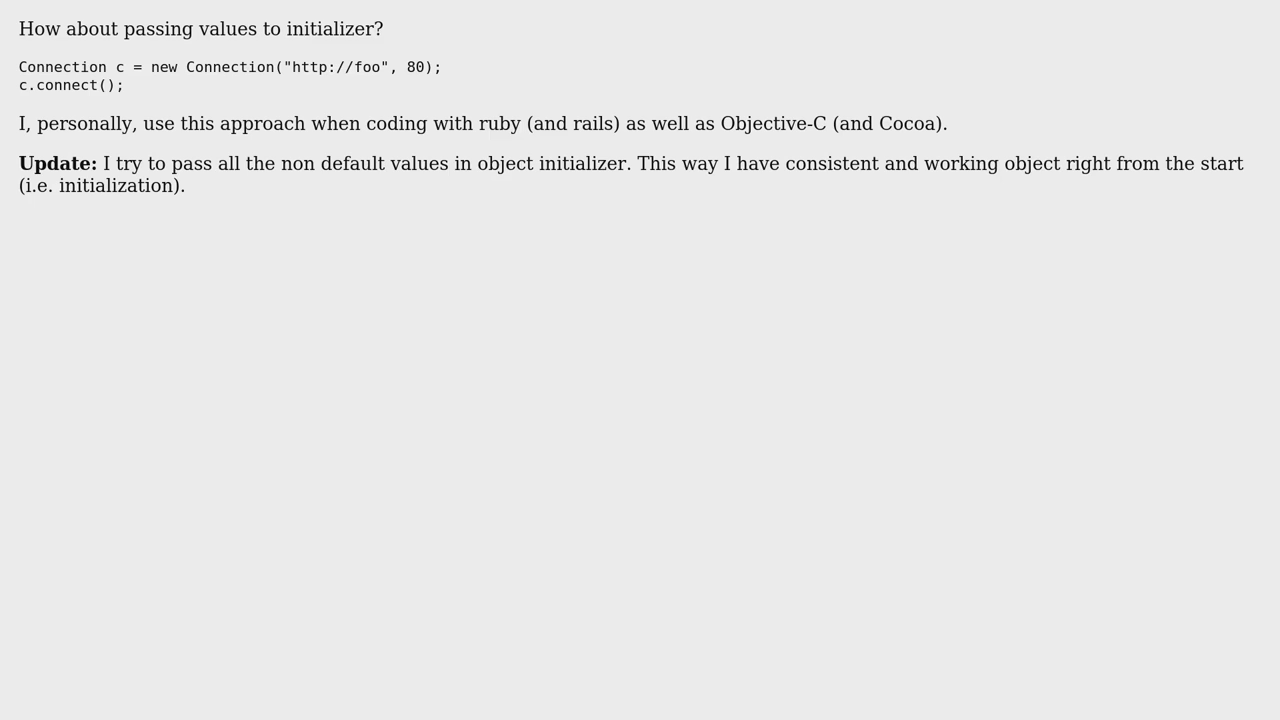 How about passing values to initializer?
Connection c = new Connection("http://foo", 80);
c.connect();
I, personally, use this approach when coding with ruby (and rails) as well as Objective-C (and Cocoa).
Update: I try to pass all the non default values in object initializer. This way I have consistent and working object right from the start
(i.e. initialization).